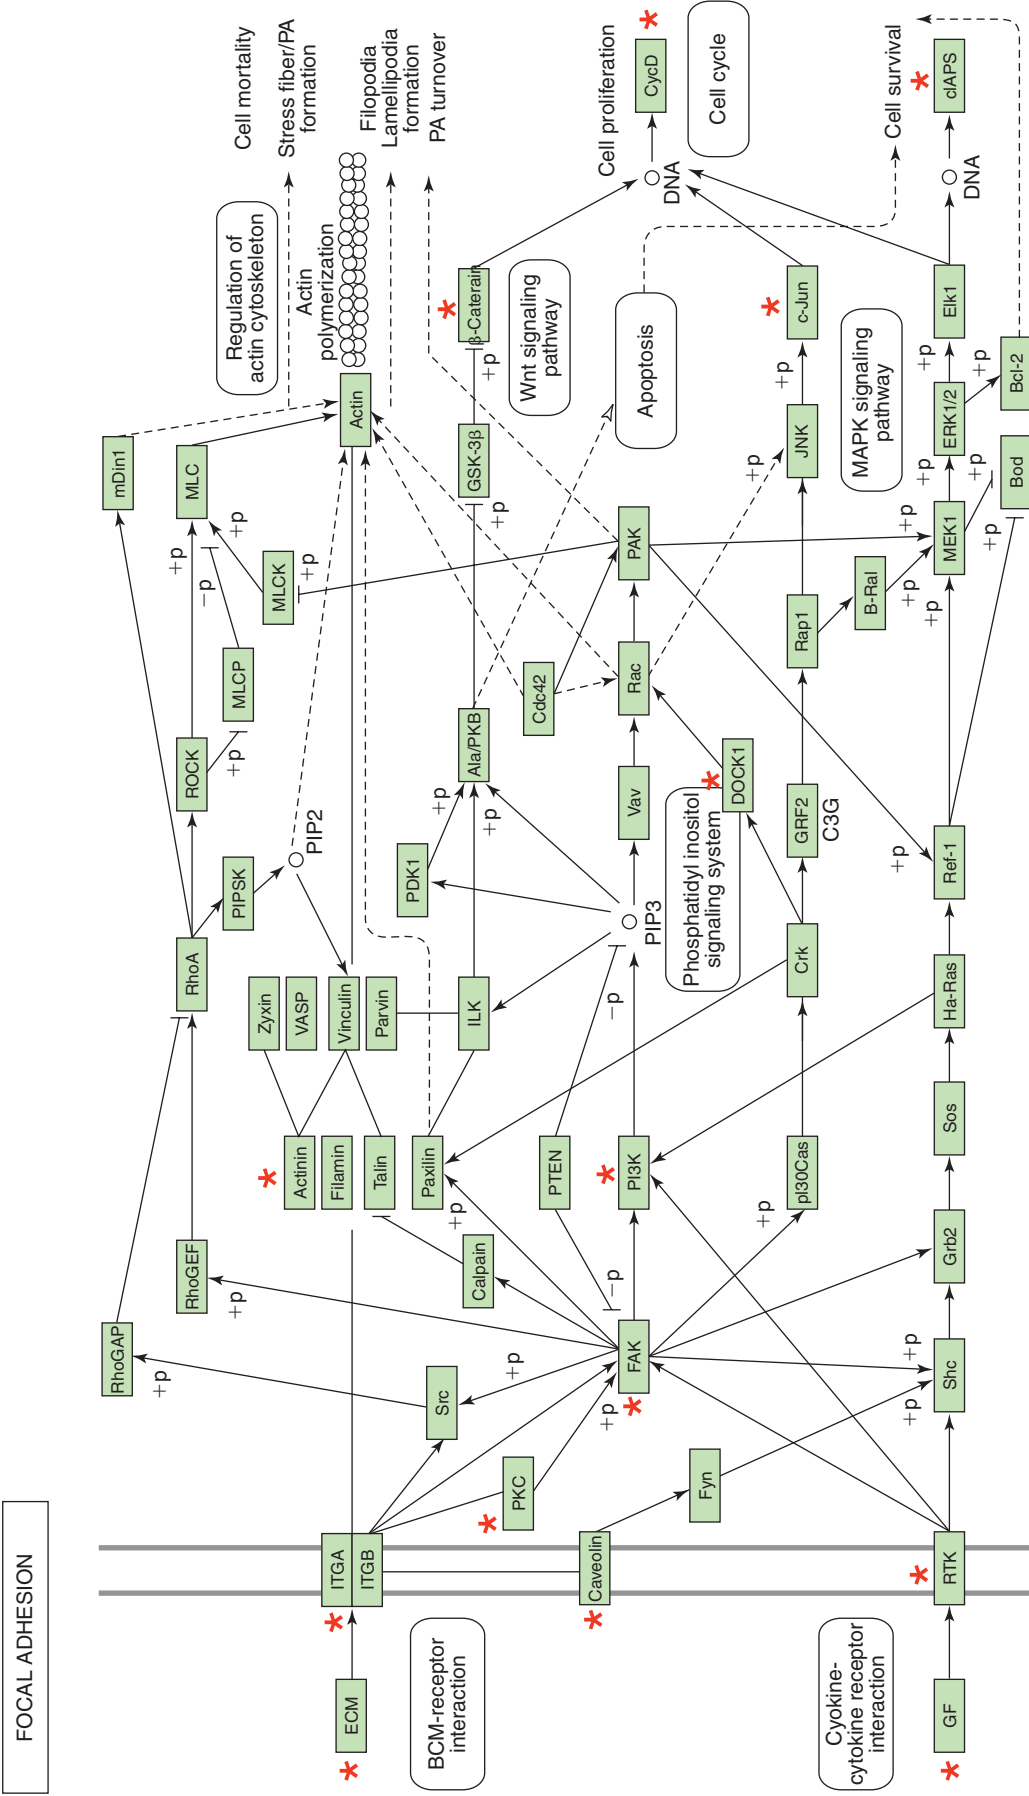 FOCAL ADHESION
RhoGAP
+p
RhoGEF
+p
RhoA
PIPSK
PIP2
ROCK
+p
MLCP
−p
MLCK
+p
+p
+p
MLC
mDin1
Regulation of
actin cytoskeleton
Cell mortality
Stress fiber/PA
formation
Actin
polymerization
Filopodia
Lamellipodia
formation
PA turnover
Actin
ECM
ITGA
ITGB
BCM-receptor
interaction
Src
+p
PKC
+p
FAK
Calpain
Actinin
Filamin
Talin
Paxilin
+p
Zyxin
VASP
Vinculin
Parvin
ILK
PDK1
+p
+p
Ala/PKB
GSK-3β
+p
+p
β-Caterain
Wnt signaling
pathway
Cell proliferation
DNA
CycD
Cell cycle
PTEN
−p
−p
PI3K
PIP3
Vav
Rac
Cdc42
PAK
Apoptosis
Phosphatidyl inositol
signaling system
DOCK1
Caveolin
Fyn
+p
pI30Cas
Crk
GRF2
C3G
Rap1
B-Ral
+p
JNK
+p
+p
c-Jun
MAPK signaling
pathway
Cell survival
Cyokine-
cytokine receptor
interaction
GF
RTK
+p
+p
Shc
Grb2
Sos
Ha-Ras
Ref-1
+p
+p
MEK1
+p
+p
ERK1/2
+p
Elk1
DNA
cIAPS
+p
+p
+p
Bod
Bcl-2